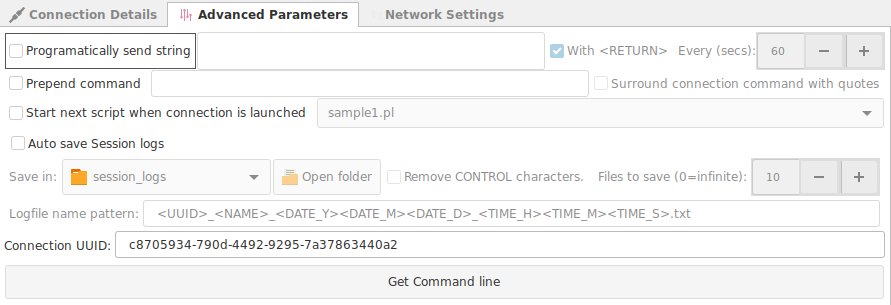 Connection Details Advanced Parameters Network Settings
Programatically send string With <RETURN> Every (secs): 60
Prepend command Surround connection command with quotes
Start next script when connection is launched sample1.pl
Auto save Session logs
Save in: session_logs Open folder Remove CONTROL characters. Files to save (0=infinite): 10
Logfile name pattern: <UUID>_<NAME>_<DATE_Y><DATE_M><DATE_D>_<TIME_H><TIME_M><TIME_S>.txt
Connection UUID: c8705934-790d-4492-9295-7a37863440a2
Get Command line